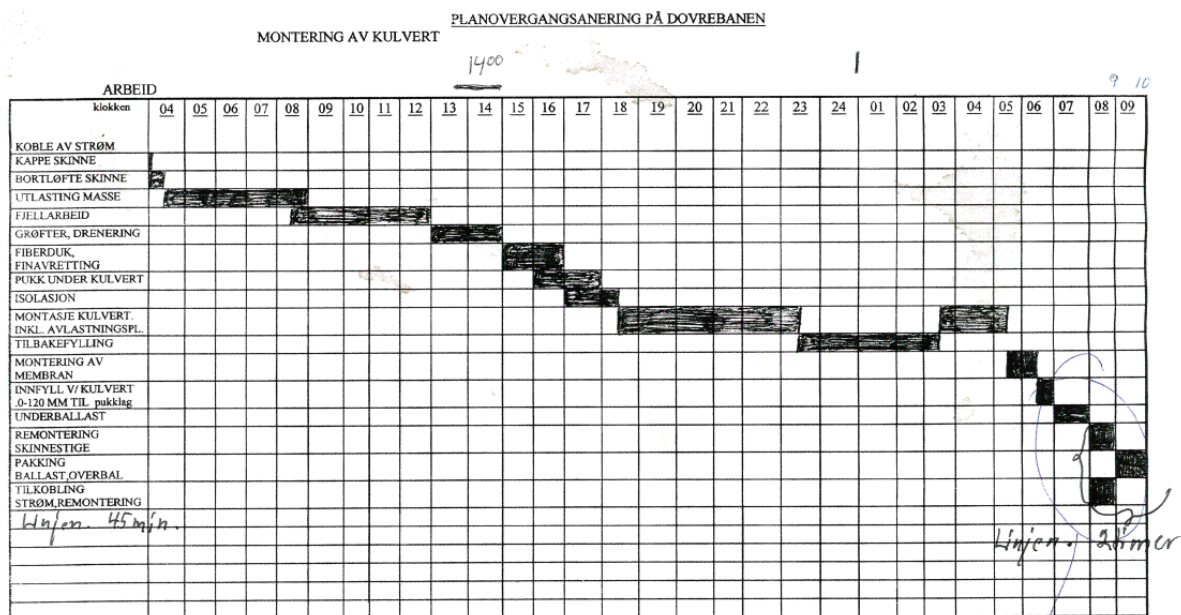 PLANOVERGANGSANERING PÅ DOVREBANEN
MONTERING AV KULVERT
1400
ARBEID
9 10
klokken 04 05 06 07 08 09 10 11 12 13 14 15 16 17 18 19 20 21 22 23 24 01 02 03 04 05 06 07 08 09
KOBLE AV STRØM
KAPPE SKINNE
BORTLØFTE SKINNE
UTLASTING MASSE
FJELLARBEID
GRØFTER, DRENERING
FIBERDUK,
FINAVRETTING
PUKK UNDER KULVERT
ISOLASJON
MONTASJE KULVERT.
INKL. AVLASTNINGSPL.
TILBAKEFYLLING
MONTERING AV
MEMBRAN
INNFYLL V/ KULVERT
.0-120 MM TIL pukklag
UNDERBALLAST
REMONTERING
SKINNESTIGE
PAKKING
BALLAST,OVERBAL
TILKOBLING
STRØM,REMONTERING
Linjen. 45 min.
Linjen. 2 timer